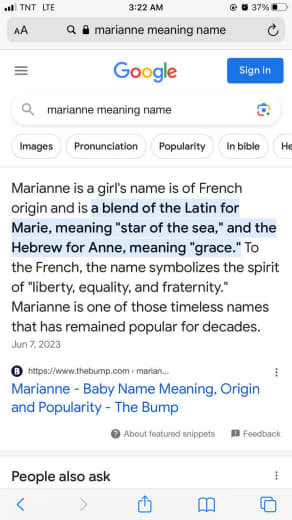 TNT LTE 3:22 AM 37%
AA marianne meaning name
Google Sign in
marianne meaning name
Images Pronunciation Popularity In bible He
Marianne is a girl's name is of French
origin and is a blend of the Latin for
Marie, meaning "star of the sea," and the
Hebrew for Anne, meaning "grace." To
the French, the name symbolizes the spirit
of "liberty, equality, and fraternity."
Marianne is one of those timeless names
that has remained popular for decades.
Jun 7, 2023
B https://www.thebump.com › marian...
Marianne - Baby Name Meaning, Origin
and Popularity - The Bump
About featured snippets Feedback
People also ask